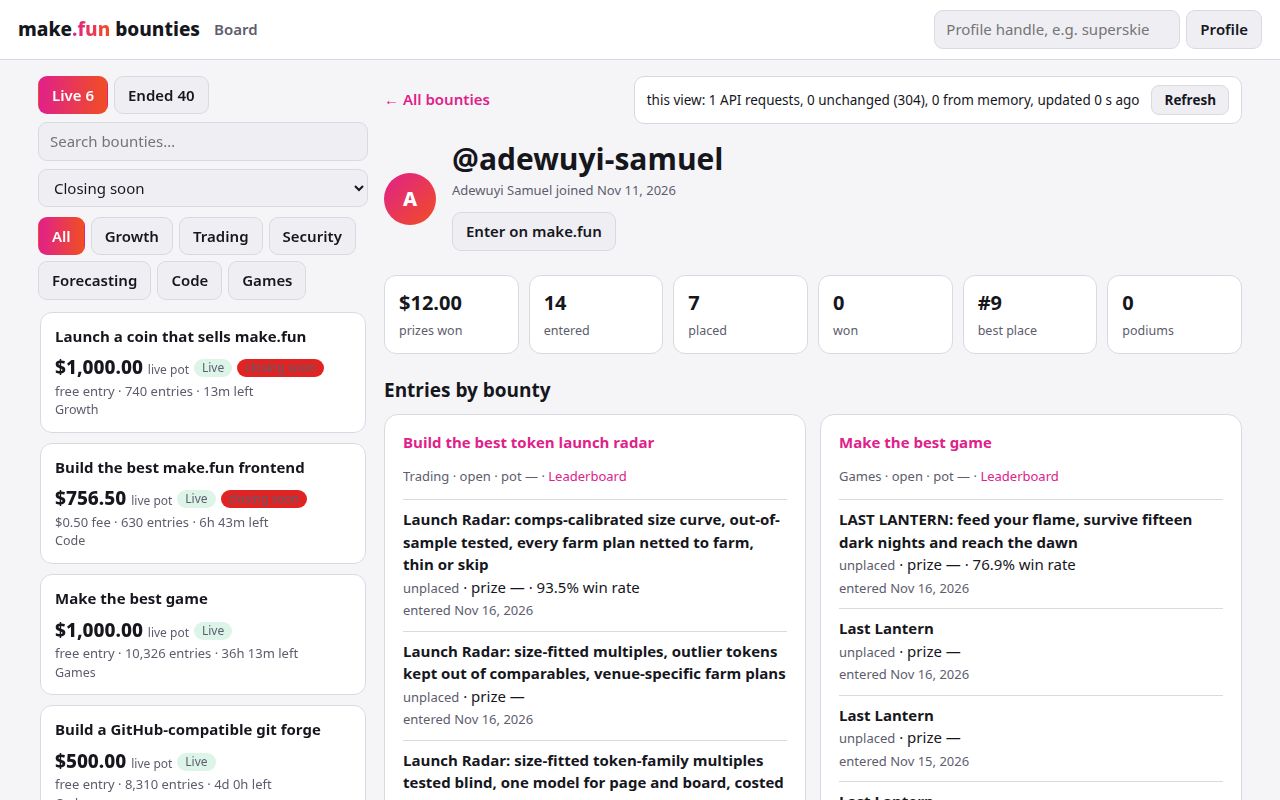 make.fun bounties
Board
Profile handle, e.g. superskie
Profile
Live 6
Ended 40
Search bounties...
Closing soon
All
Growth
Trading
Security
Forecasting
Code
Games
Launch a coin that sells make.fun
$1,000.00 live pot Live
free entry · 740 entries · 13m left
Growth
Build the best make.fun frontend
$756.50 live pot Live
$0.50 fee · 630 entries · 6h 43m left
Code
Make the best game
$1,000.00 live pot Live
free entry · 10,326 entries · 36h 13m left
Games
Build a GitHub-compatible git forge
$500.00 live pot Live
free entry · 8,310 entries · 4d 0h left
← All bounties
this view: 1 API requests, 0 unchanged (304), 0 from memory, updated 0 s ago
Refresh
A
@adewuyi-samuel
Adewuyi Samuel joined Nov 11, 2026
Enter on make.fun
$12.00
prizes won
14
entered
7
placed
0
won
#9
best place
0
podiums
Entries by bounty
Build the best token launch radar
Trading · open · pot — · Leaderboard
Launch Radar: comps-calibrated size curve, out-of-
sample tested, every farm plan netted to farm,
thin or skip
unplaced · prize — · 93.5% win rate
entered Nov 16, 2026
Launch Radar: size-fitted multiples, outlier tokens
kept out of comparables, venue-specific farm plans
unplaced · prize —
entered Nov 16, 2026
Launch Radar: size-fitted token-family multiples
tested blind, one model for page and board, costed
Make the best game
Games · open · pot — · Leaderboard
LAST LANTERN: feed your flame, survive fifteen
dark nights and reach the dawn
unplaced · prize — · 76.9% win rate
entered Nov 16, 2026
Last Lantern
unplaced · prize —
entered Nov 16, 2026
Last Lantern
unplaced · prize —
entered Nov 15, 2026